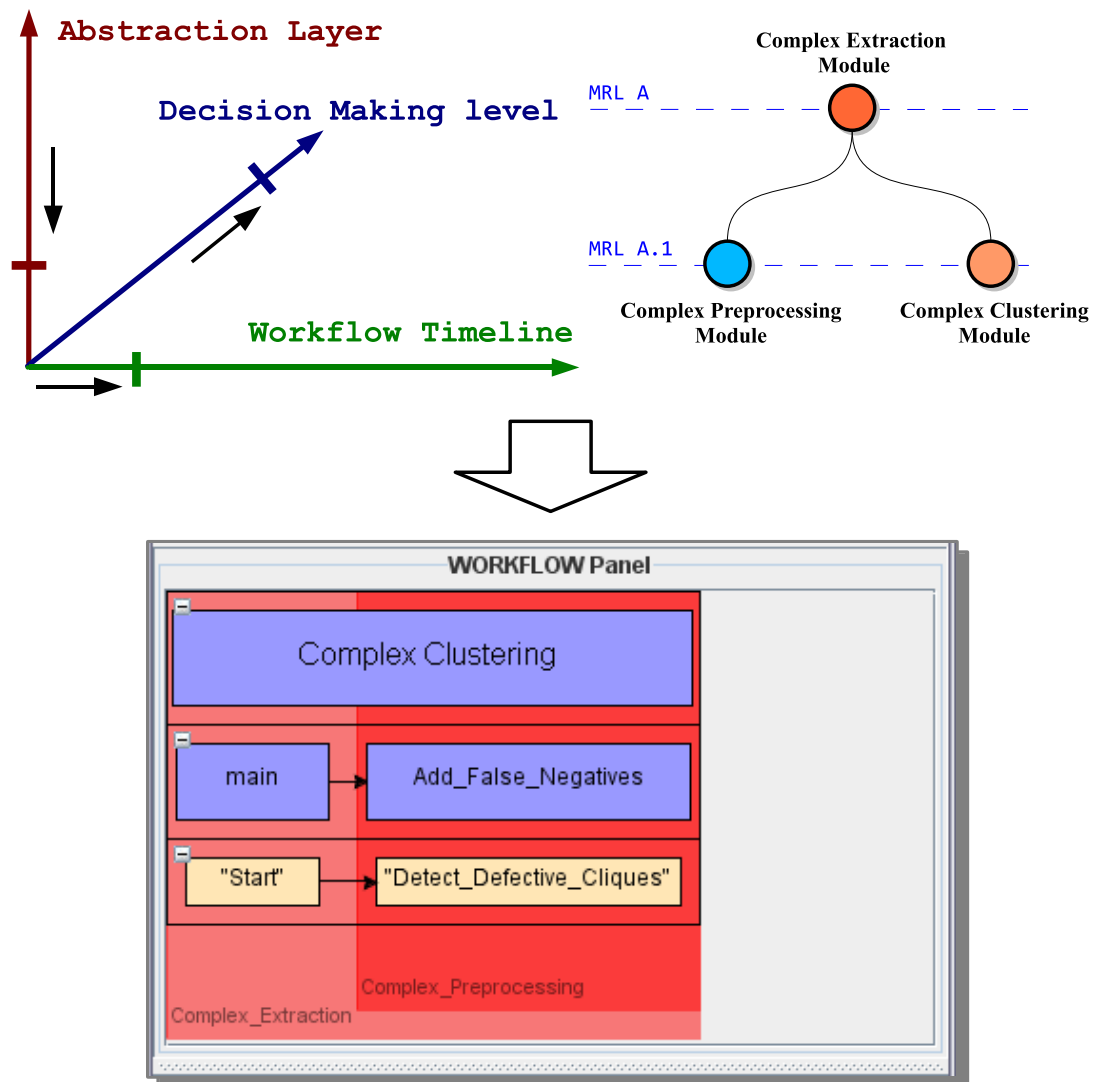 Abstraction Layer
Decision Making level
Workflow Timeline
Complex Extraction
Module
MRL A
MRL A.1
Complex Preprocessing
Module
Complex Clustering
Module
WORKFLOW Panel
Complex Clustering
main
Add_False_Negatives
"Start"
"Detect_Defective_Cliques"
Complex_Preprocessing
Complex_Extraction